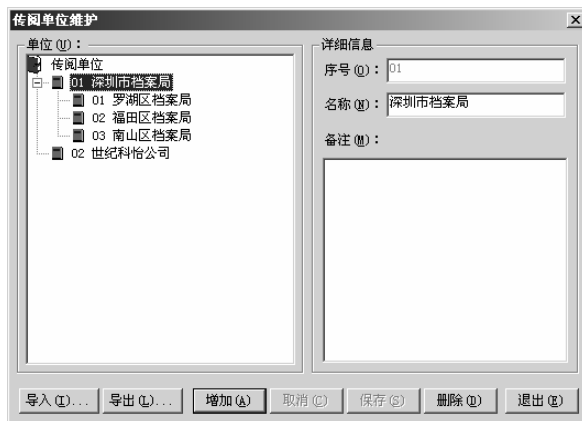 传阅单位维护
单位(U):
传阅单位
01 深圳市档案局
01 罗湖区档案局
02 福田区档案局
03 南山区档案局
02 世纪科怡公司
详细信息
序号(O): 01
名称(N): 深圳市档案局
备注(M):
导入(I)... 导出(L)... 增加(A) 取消(C) 保存(S) 删除(D) 退出(E)